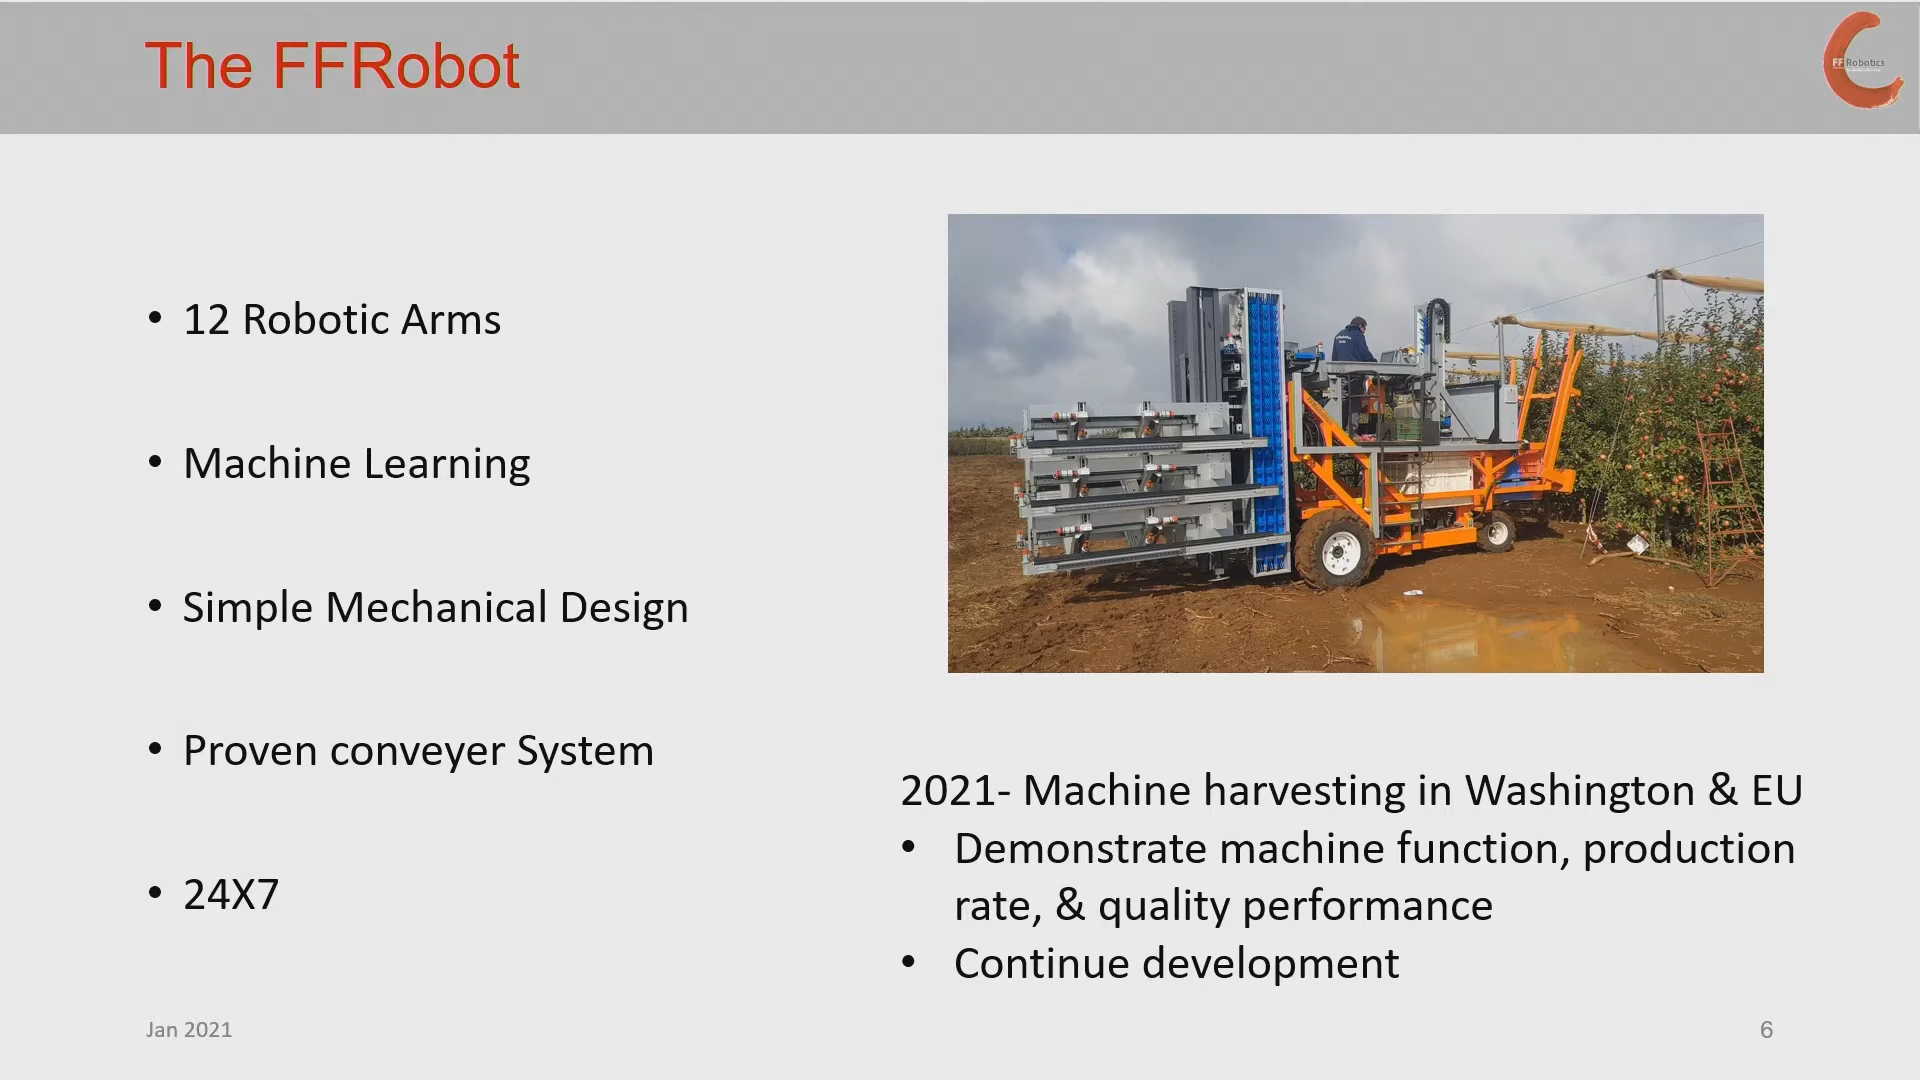 The FFRobot
FFRobotics
• 12 Robotic Arms
• Machine Learning
• Simple Mechanical Design
• Proven conveyer System
• 24X7
2021- Machine harvesting in Washington & EU
• Demonstrate machine function, production
rate, & quality performance
• Continue development
Jan 2021
6